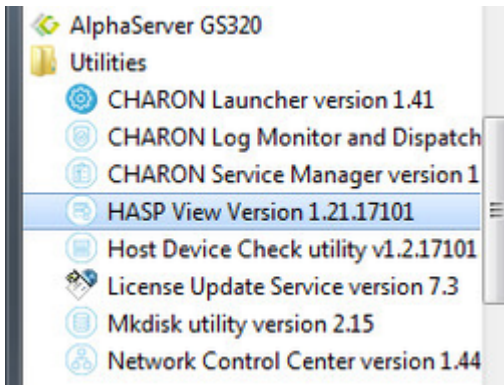 AlphaServer GS320
Utilities
CHARON Launcher version 1.41
CHARON Log Monitor and Dispatch
CHARON Service Manager version 1
HASP View Version 1.21.17101
Host Device Check utility v1.2.17101
License Update Service version 7.3
Mkdisk utility version 2.15
Network Control Center version 1.44